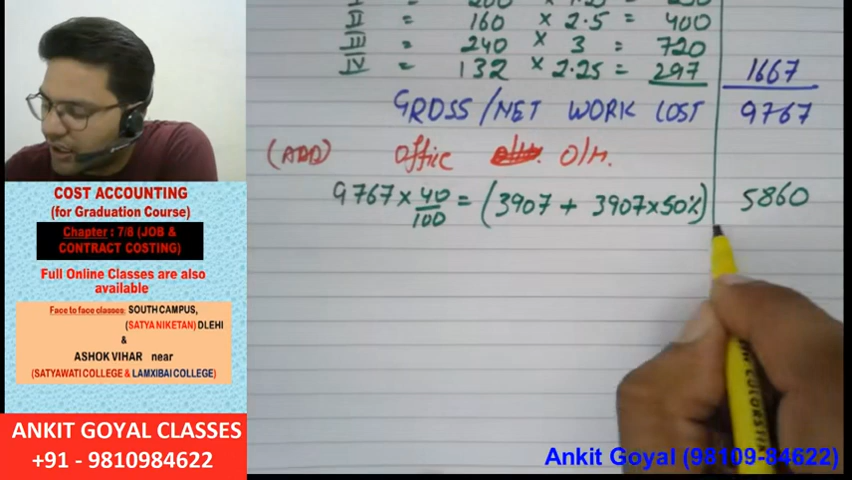 II = 160 × 2.5 = 400
III = 240 × 3 = 720
IV = 132 × 2.25 = 297 1667
GROSS/NET WORK COST 9767
(ADD) Office O/H.
9767 × 40/100 = (3907 + 3907×50%) 5860
COST ACCOUNTING
(for Graduation Course)
Chapter : 7/8 (JOB &
CONTRACT COSTING)
Full Online Classes are also
available
Face to face classes: SOUTH CAMPUS,
(SATYA NIKETAN) DLEHI
&
ASHOK VIHAR near
(SATYAWATI COLLEGE & LAMXIBAI COLLEGE)
ANKIT GOYAL CLASSES
+91 - 9810984622
Ankit Goyal (98109-84622)